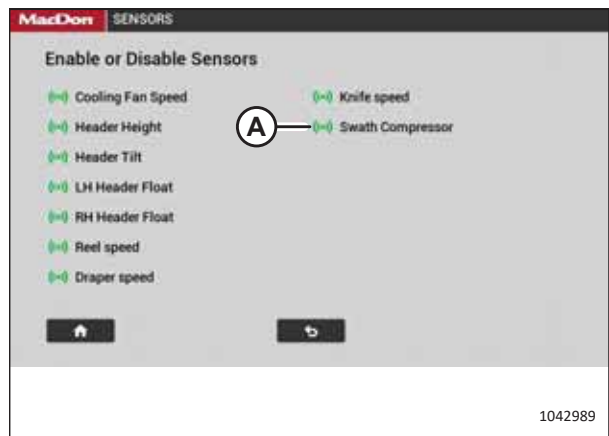 MacDon SENSORS
Enable or Disable Sensors
Cooling Fan Speed
Header Height
Header Tilt
LH Header Float
RH Header Float
Reel speed
Draper speed
Knife speed
A
Swath Compressor
1042989